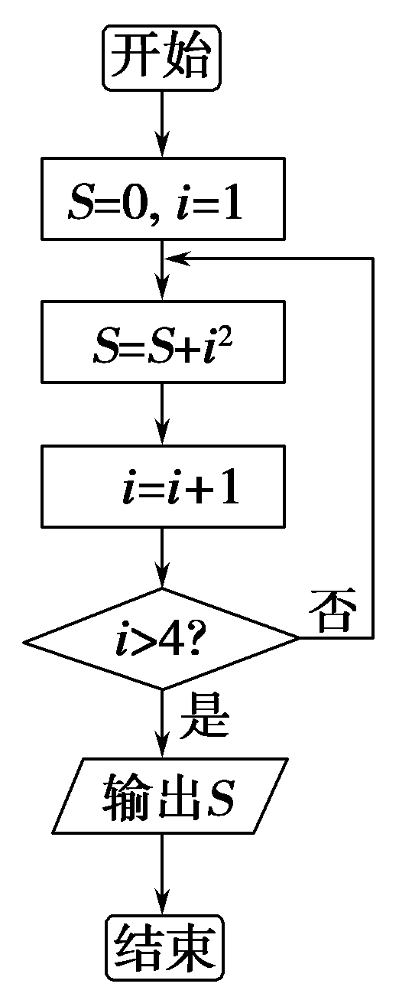 开始
S=0, i=1
S=S+i²
i=i+1
i>4?
否
是
输出S
结束